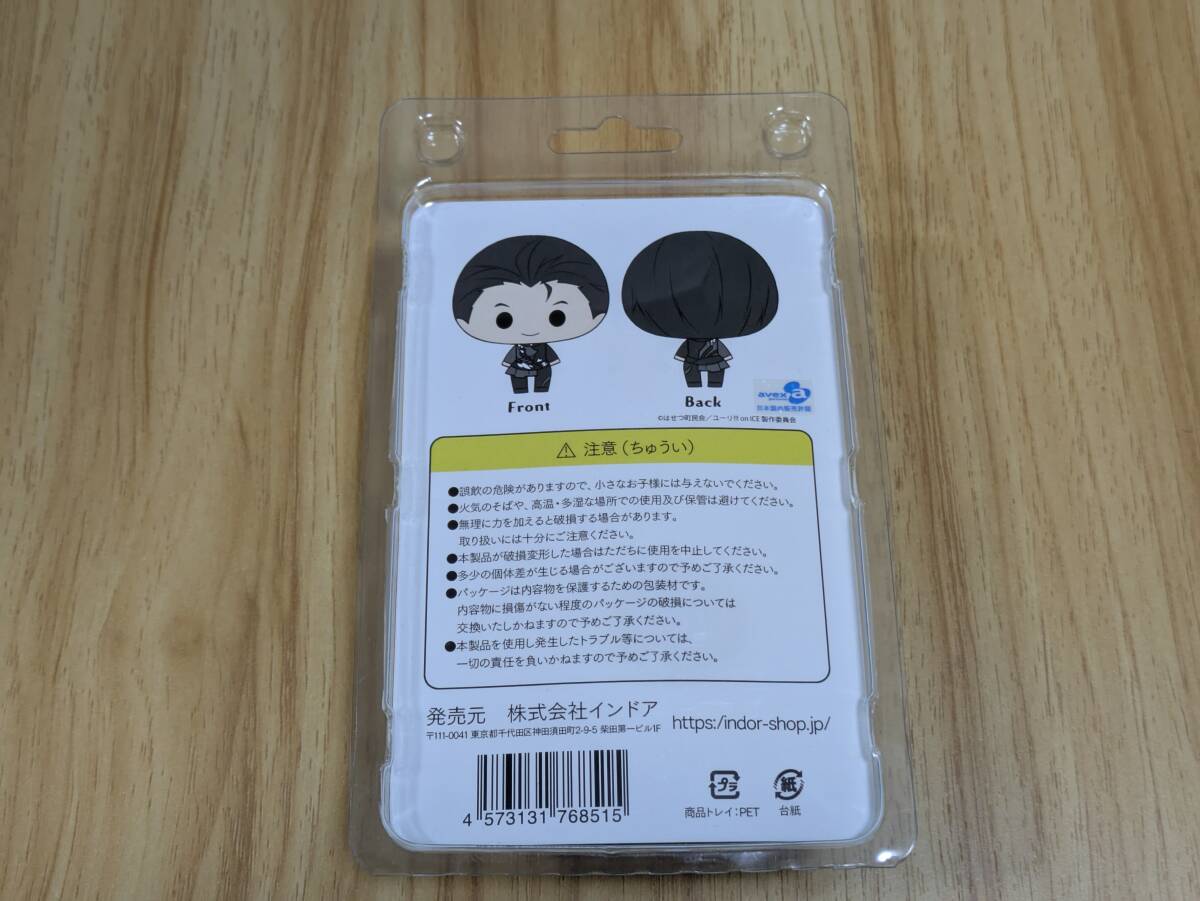 Front
Back
avex
日本国内販売許諾
©はせつ町民会／ユーリ!!! on ICE 製作委員会
注意（ちゅうい）
●誤飲の危険がありますので、小さなお子様には与えないでください。
●火気のそばや、高温・多湿な場所での使用及び保管は避けてください。
●無理に力を加えると破損する場合があります。
取り扱いには十分にご注意ください。
●本製品が破損変形した場合はただちに使用を中止してください。
●多少の個体差が生じる場合がございますので予めご了承ください。
●パッケージは内容物を保護するための包装材です。
内容物に損傷がない程度のパッケージの破損については
交換いたしかねますので予めご了承ください。
●本製品を使用し発生したトラブル等については、
一切の責任を負いかねますので予めご了承ください。
発売元 株式会社インドア https:/indor-shop.jp/
〒111-0041 東京都千代田区神田須田町2-9-5 柴田第一ビル1F
4 573131 768515
プラ
紙
商品トレイ：PET
台紙